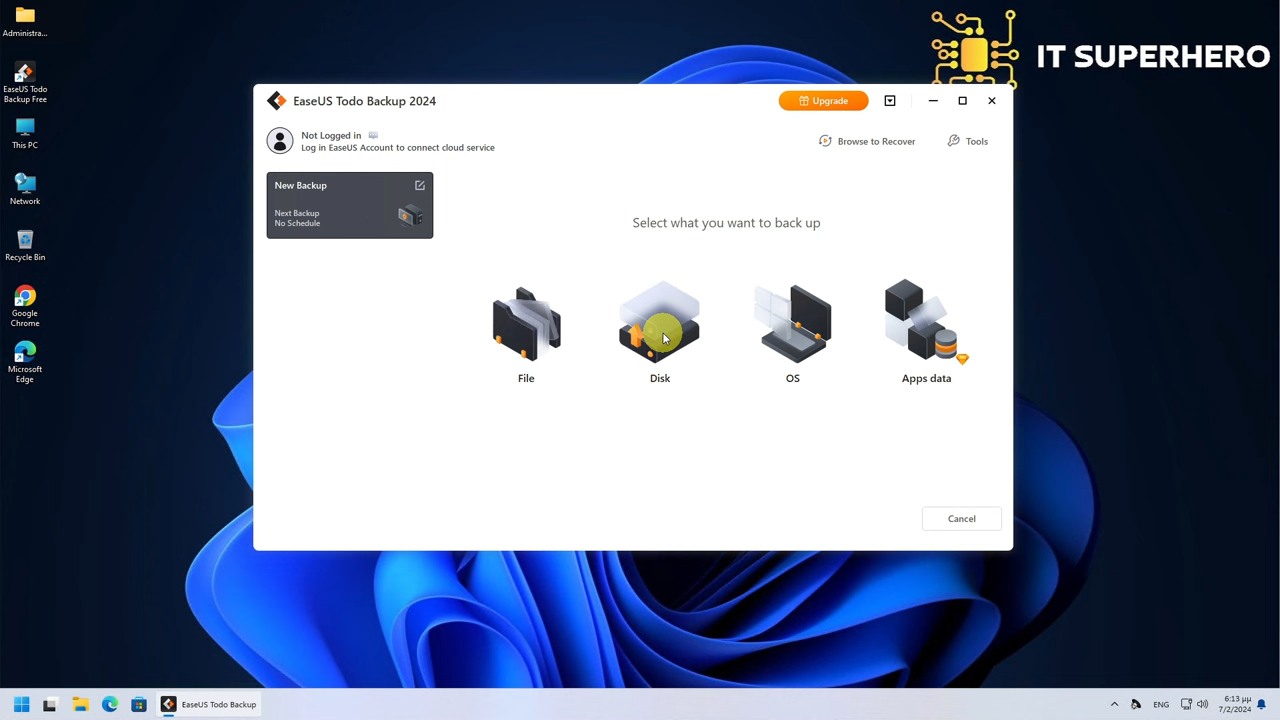 Administra...
EaseUS Todo
Backup Free
This PC
Network
Recycle Bin
Google
Chrome
Microsoft
Edge
IT SUPERHERO
EaseUS Todo Backup 2024
Upgrade
Not Logged in
Log in EaseUS Account to connect cloud service
Browse to Recover
Tools
New Backup
Next Backup
No Schedule
Select what you want to back up
File
Disk
OS
Apps data
Cancel
EaseUS Todo Backup
ENG
6:13 μμ
7/2/2024